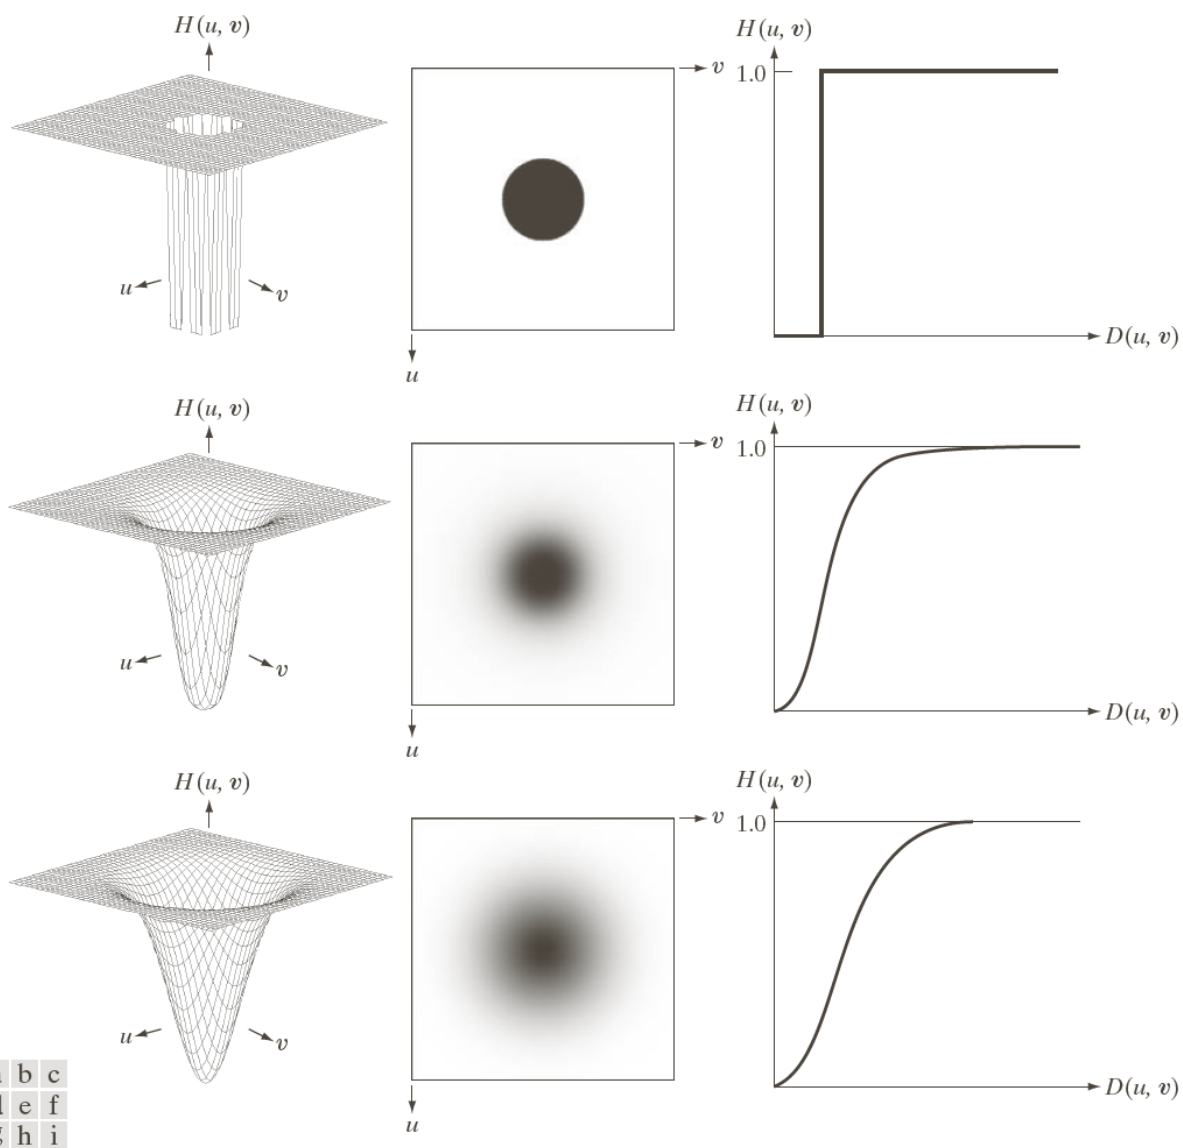 H(u, v)
H(u, v)
v
1.0
u
v
D(u, v)
u
H(u, v)
H(u, v)
v
1.0
u
v
D(u, v)
u
H(u, v)
H(u, v)
v
1.0
u
v
D(u, v)
u
b c
e f
h i